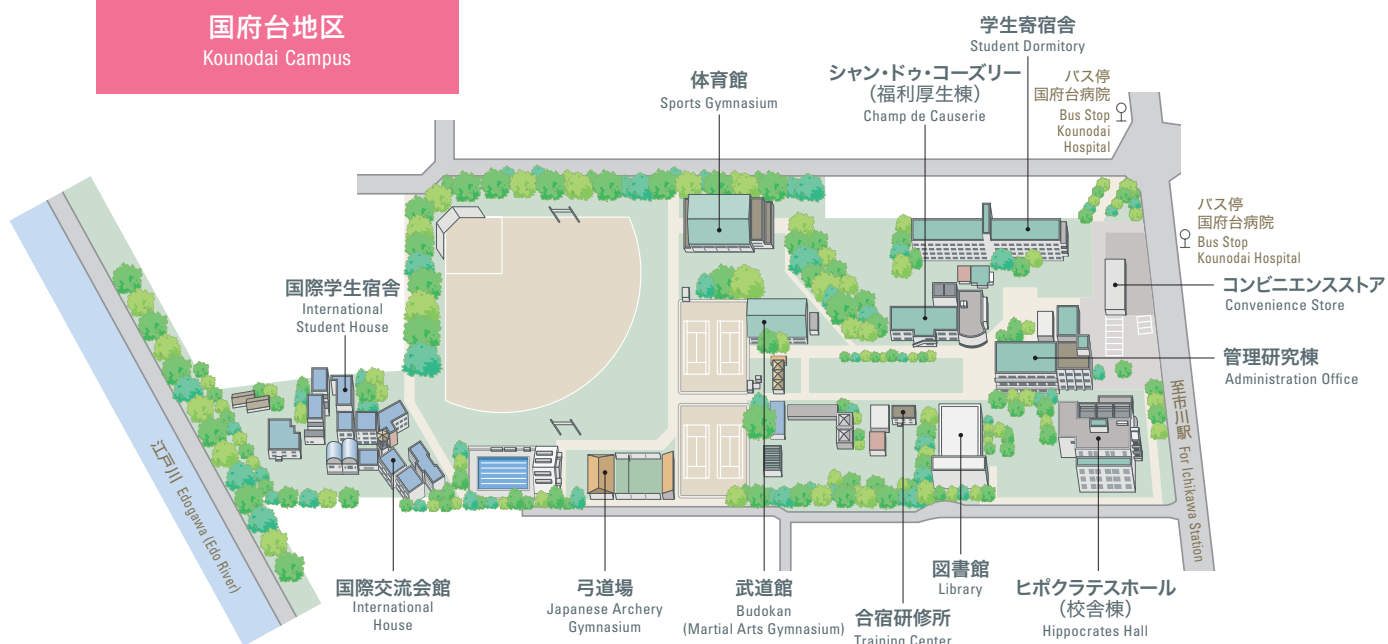 国府台地区
Kounodai Campus
学生寄宿舎
Student Dormitory
シャン・ドゥ・コーズリー
（福利厚生棟）
Champ de Causerie
体育館
Sports Gymnasium
バス停
国府台病院
Bus Stop
Kounodai
Hospital
バス停
国府台病院
Bus Stop
Kounodai Hospital
コンビニエンスストア
Convenience Store
国際学生宿舎
International
Student House
管理研究棟
Administration Office
至市川駅 For Ichikawa Station
江戸川 Edogawa (Edo River)
国際交流会館
International
House
弓道場
Japanese Archery
Gymnasium
武道館
Budokan
(Martial Arts Gymnasium)
合宿研修所
Training Center
図書館
Library
ヒポクラテスホール
（校舎棟）
Hippocrates Hall